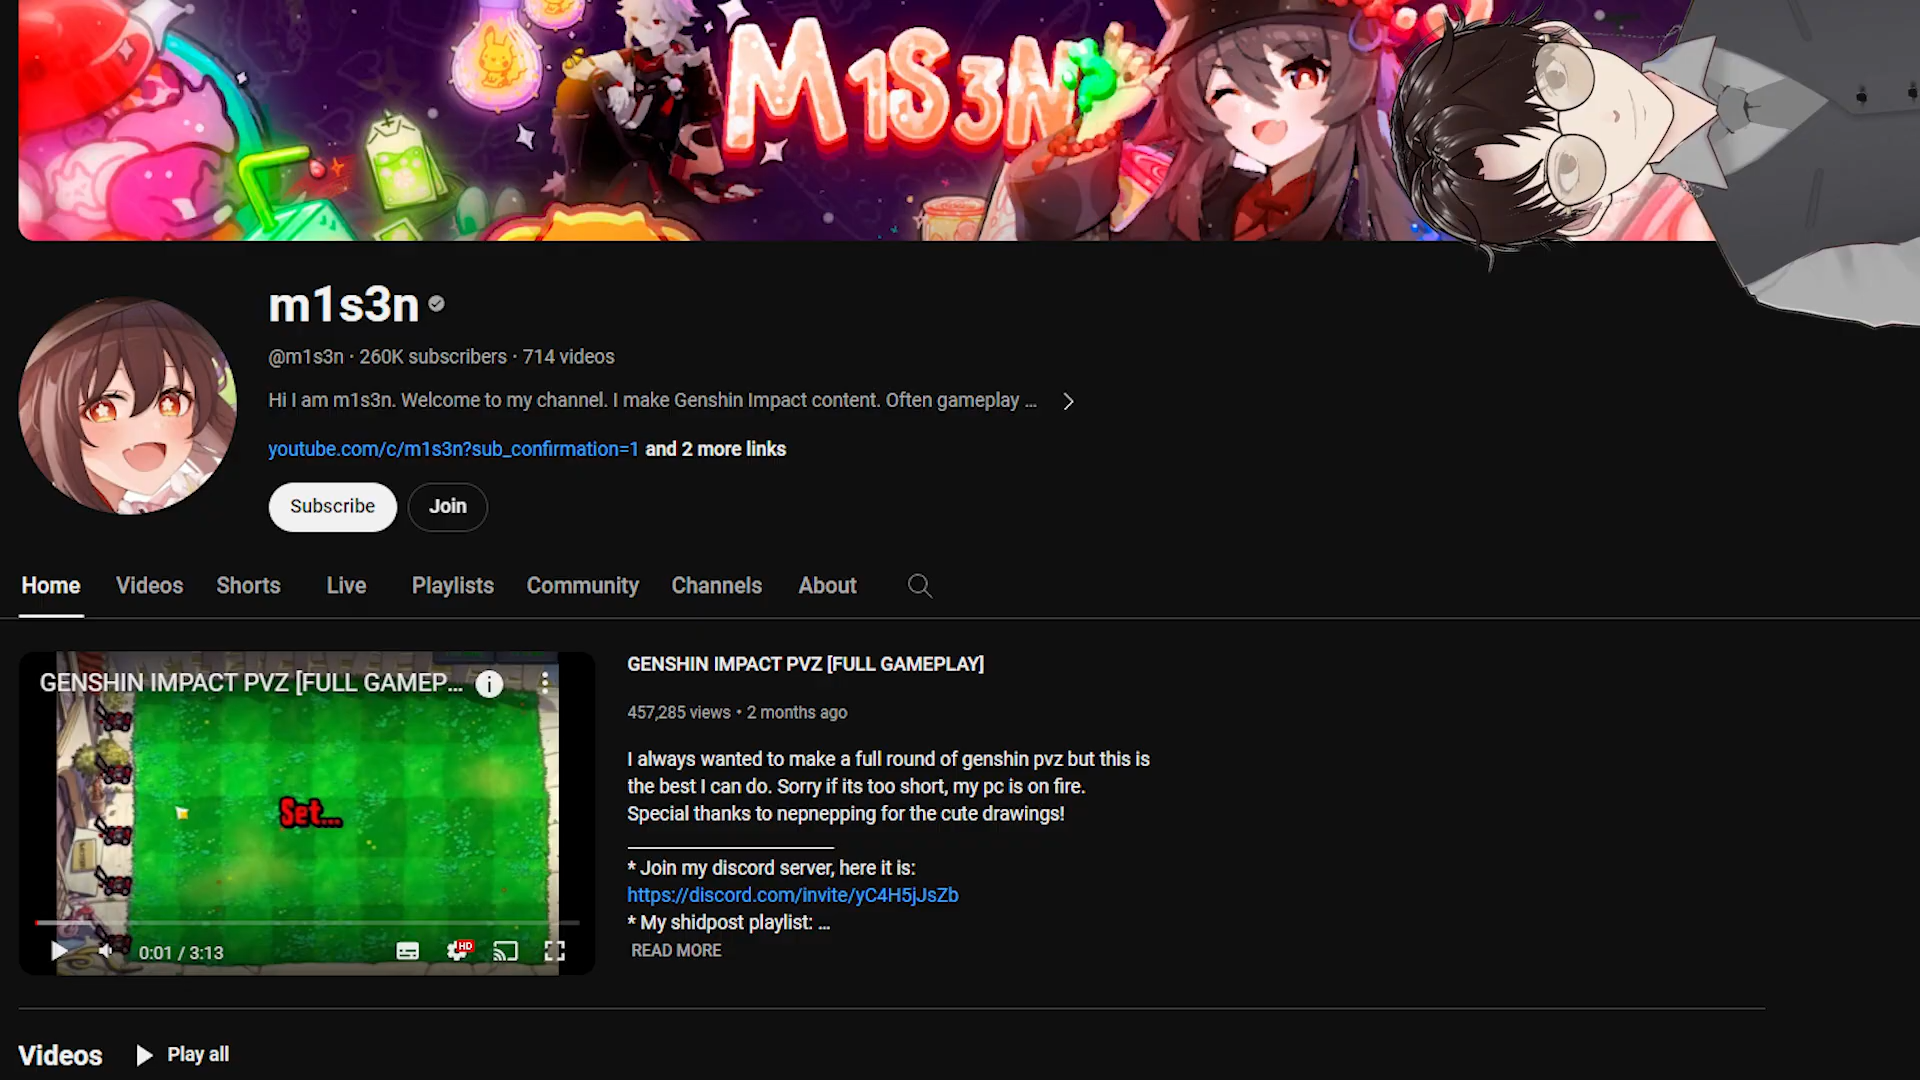 M1S3N
m1s3n
@m1s3n · 260K subscribers · 714 videos
Hi I am m1s3n. Welcome to my channel. I make Genshin Impact content. Often gameplay ...
youtube.com/c/m1s3n?sub_confirmation=1 and 2 more links
Subscribe Join
Home Videos Shorts Live Playlists Community Channels About
GENSHIN IMPACT PVZ [FULL GAMEP...
Set...
0:01 / 3:13
HD
GENSHIN IMPACT PVZ [FULL GAMEPLAY]
457,285 views • 2 months ago
I always wanted to make a full round of genshin pvz but this is
the best I can do. Sorry if its too short, my pc is on fire.
Special thanks to nepnepping for the cute drawings!
* Join my discord server, here it is:
https://discord.com/invite/yC4H5jJsZb
* My shidpost playlist: ...
READ MORE
Videos Play all